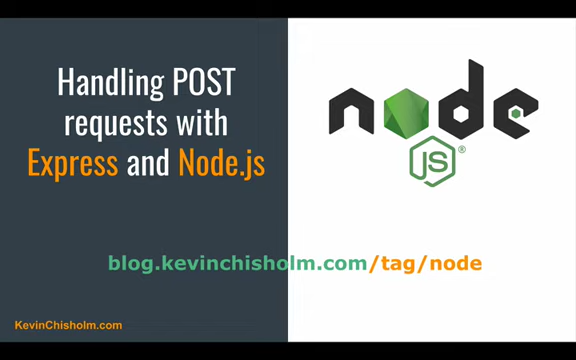 Handling POST
requests with
Express and Node.js
node
JS®
blog.kevinchisholm.com/tag/node
KevinChisholm.com